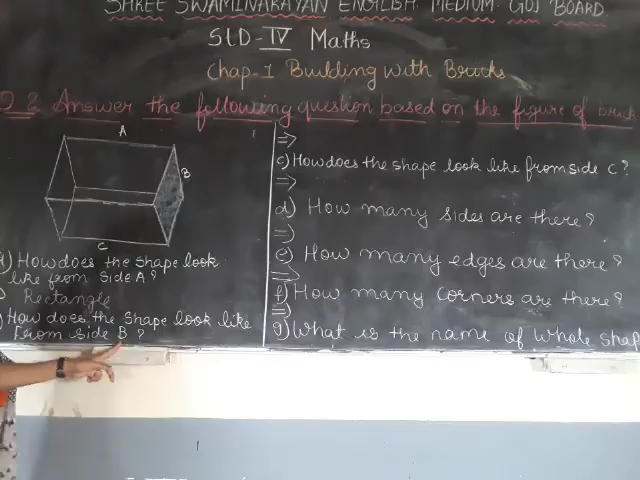 SHREE SWAMINARAYAN ENGLISH MEDIUM GUJ BOARD.
Std-IV Maths
Chap-1 Building with Bricks
Q 2 Answer the following question based on the figure of brick
A
B
C
a) How does the shape look
like from Side A?
Rectangle
b) How does the shape look like
from side B?
⇒
c) How does the shape look like from side C?
⇒
d) How many sides are there?
⇒
e) How many edges are there?
⇒
f) How many corners are there?
⇒
g) What is the name of whole shap